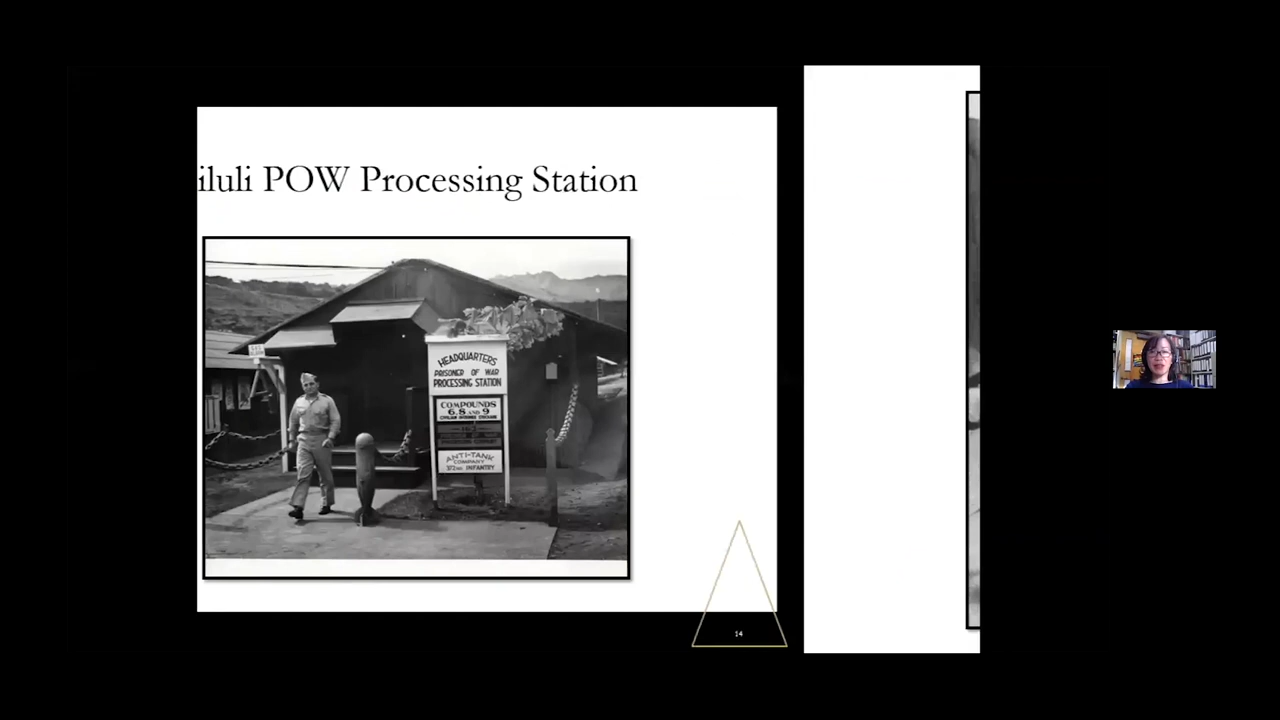 iluli POW Processing Station
HEADQUARTERS
PRISONER OF WAR
PROCESSING STATION
COMPOUNDS
6, 8 AND 9
ANTI-TANK
COMPANY
372ND INFANTRY
14